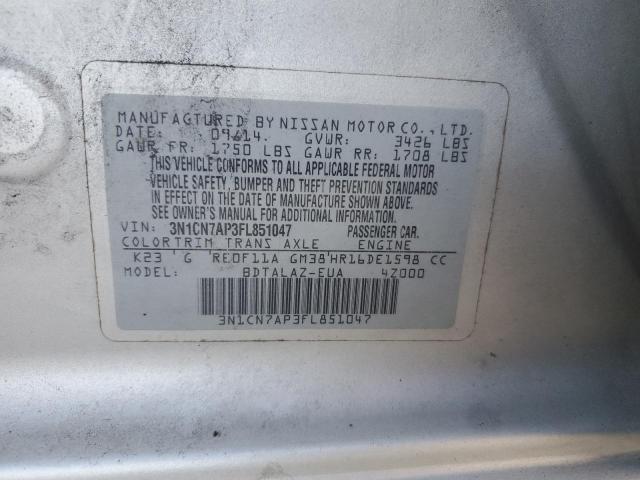 MANUFACTURED BY NISSAN MOTOR CO., LTD.
DATE: 09/14. GVWR: 3426 LBS
GAWR FR: 1750 LBS GAWR RR: 1708 LBS
THIS VEHICLE CONFORMS TO ALL APPLICABLE FEDERAL MOTOR
VEHICLE SAFETY, BUMPER AND THEFT PREVENTION STANDARDS
IN EFFECT ON THE DATE OF MANUFACTURE SHOWN ABOVE.
SEE OWNER'S MANUAL FOR ADDITIONAL INFORMATION.
VIN: 3N1CN7AP3FL851047 PASSENGER CAR.
COLOR TRIM TRANS AXLE ENGINE
K23 G RE0F11A GM38 HR16DE1598 CC
MODEL: BDTALAZ-EUA 4Z000
3N1CN7AP3FL851047